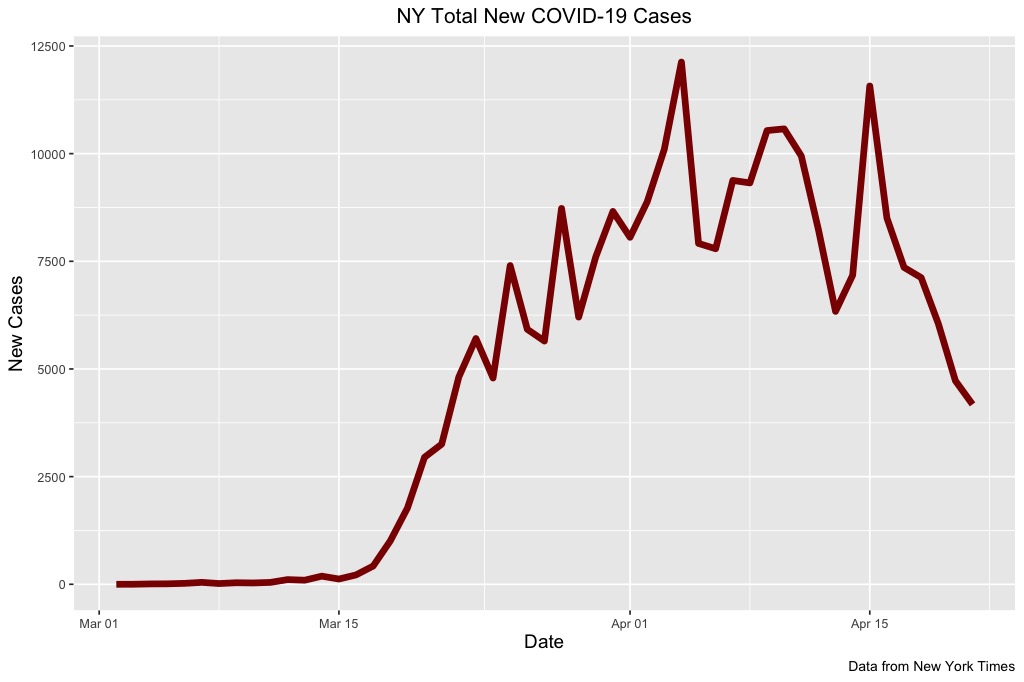 NY Total New COVID-19 Cases
12500
10000
7500
5000
2500
0
New Cases
Mar 01 Mar 15 Apr 01 Apr 15
Date
Data from New York Times